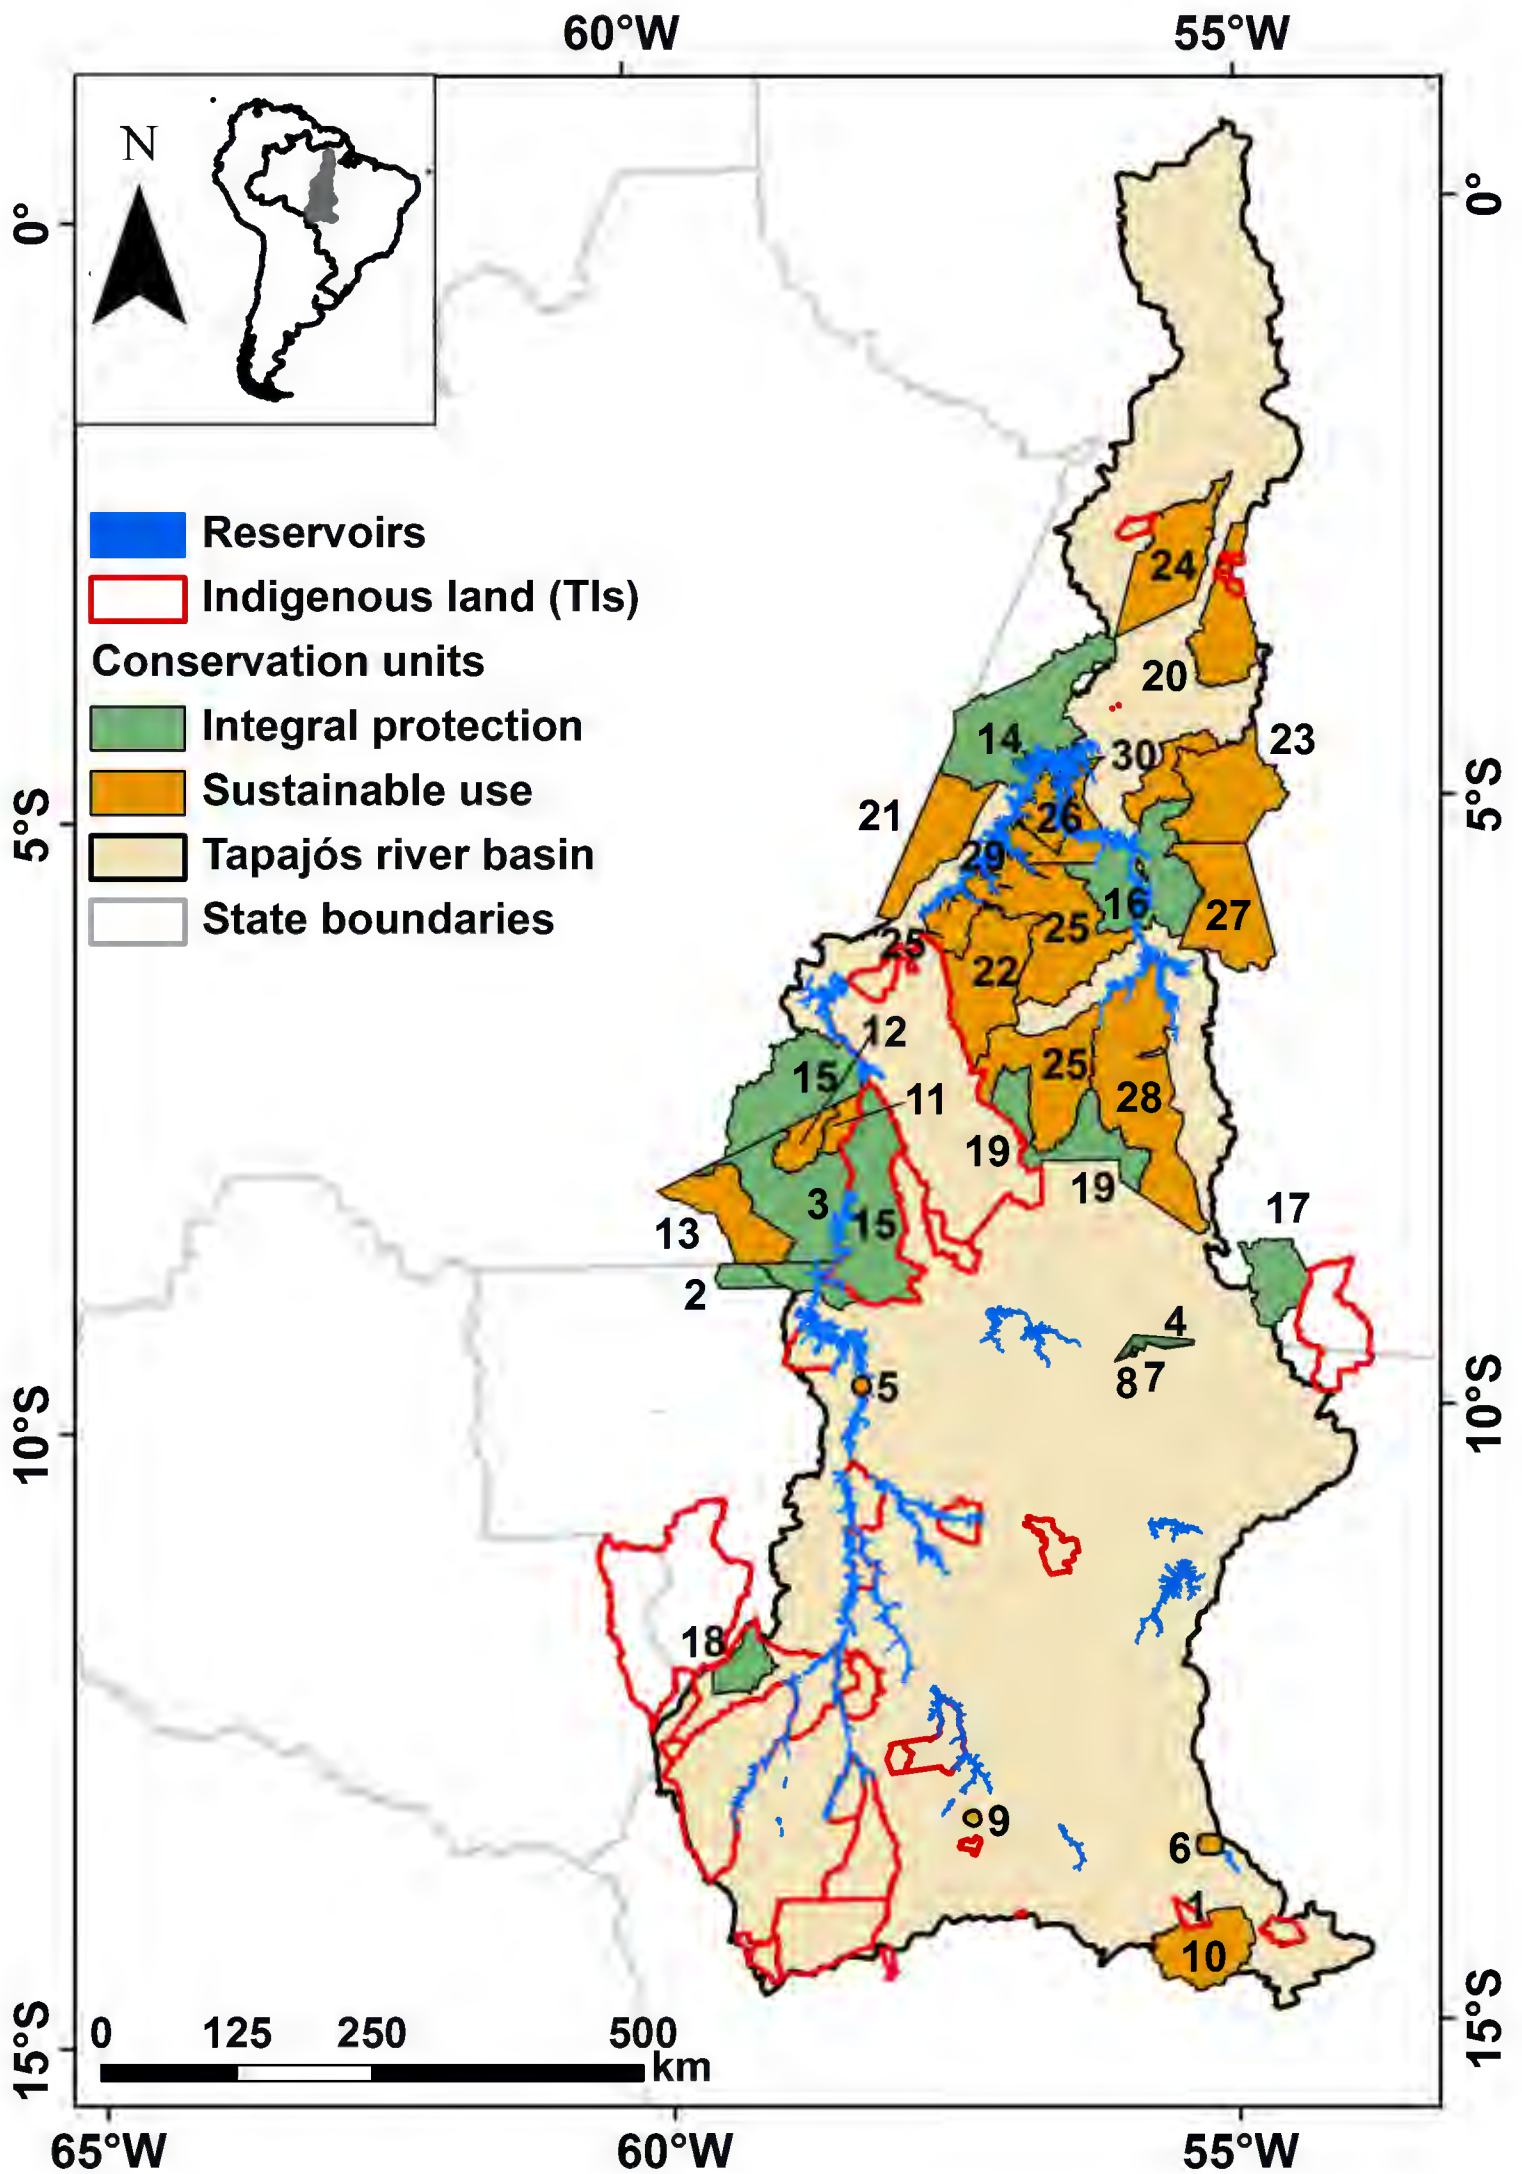 60°W 55°W
N
0° 0°
Reservoirs
Indigenous land (TIs)
Conservation units
Integral protection
Sustainable use
Tapajós river basin
State boundaries
24
20
23
14
30
5°S 5°S
21
26
29
16
27
25
25
22
12
15
25
28
11
19
19
3
15
13
17
2
4
8 7
5
10°S 10°S
18
9
6
1
10
15°S 15°S
0 125 250 500
km
65°W 60°W 55°W